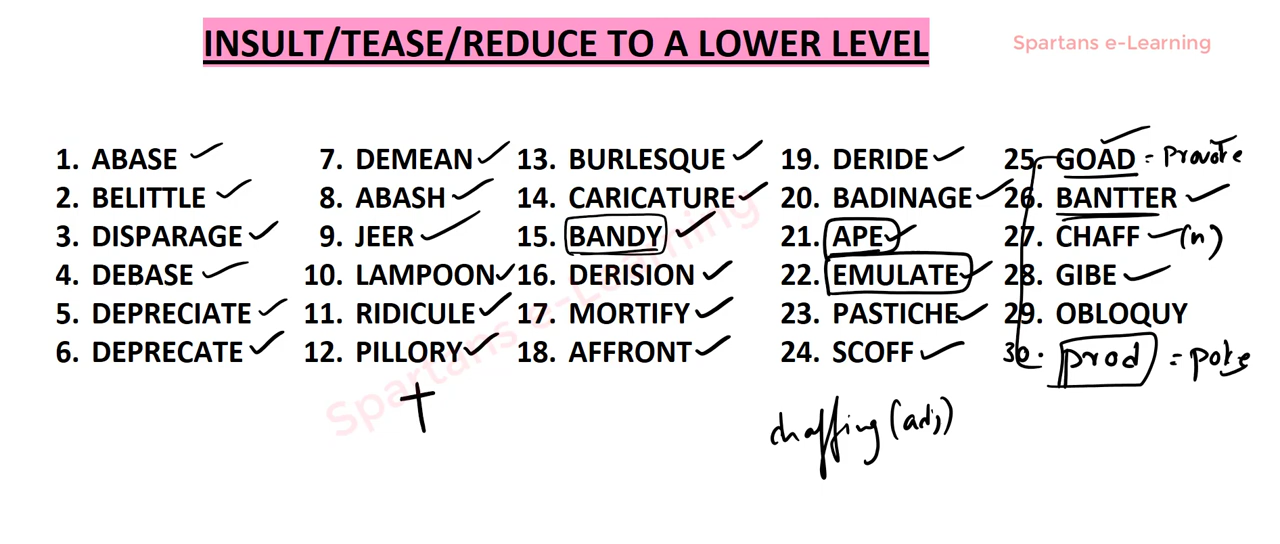 INSULT/TEASE/REDUCE TO A LOWER LEVEL
Spartans e-Learning
1. ABASE
2. BELITTLE
3. DISPARAGE
4. DEBASE
5. DEPRECIATE
6. DEPRECATE
7. DEMEAN
8. ABASH
9. JEER
10. LAMPOON
11. RIDICULE
12. PILLORY
13. BURLESQUE
14. CARICATURE
15. BANDY
16. DERISION
17. MORTIFY
18. AFFRONT
19. DERIDE
20. BADINAGE
21. APE
22. EMULATE
23. PASTICHE
24. SCOFF
chaffing (adj)
25. GOAD = Provoke
26. BANTTER
27. CHAFF (n)
28. GIBE
29. OBLOQUY
30. prod = poke
Spartans e-Learning